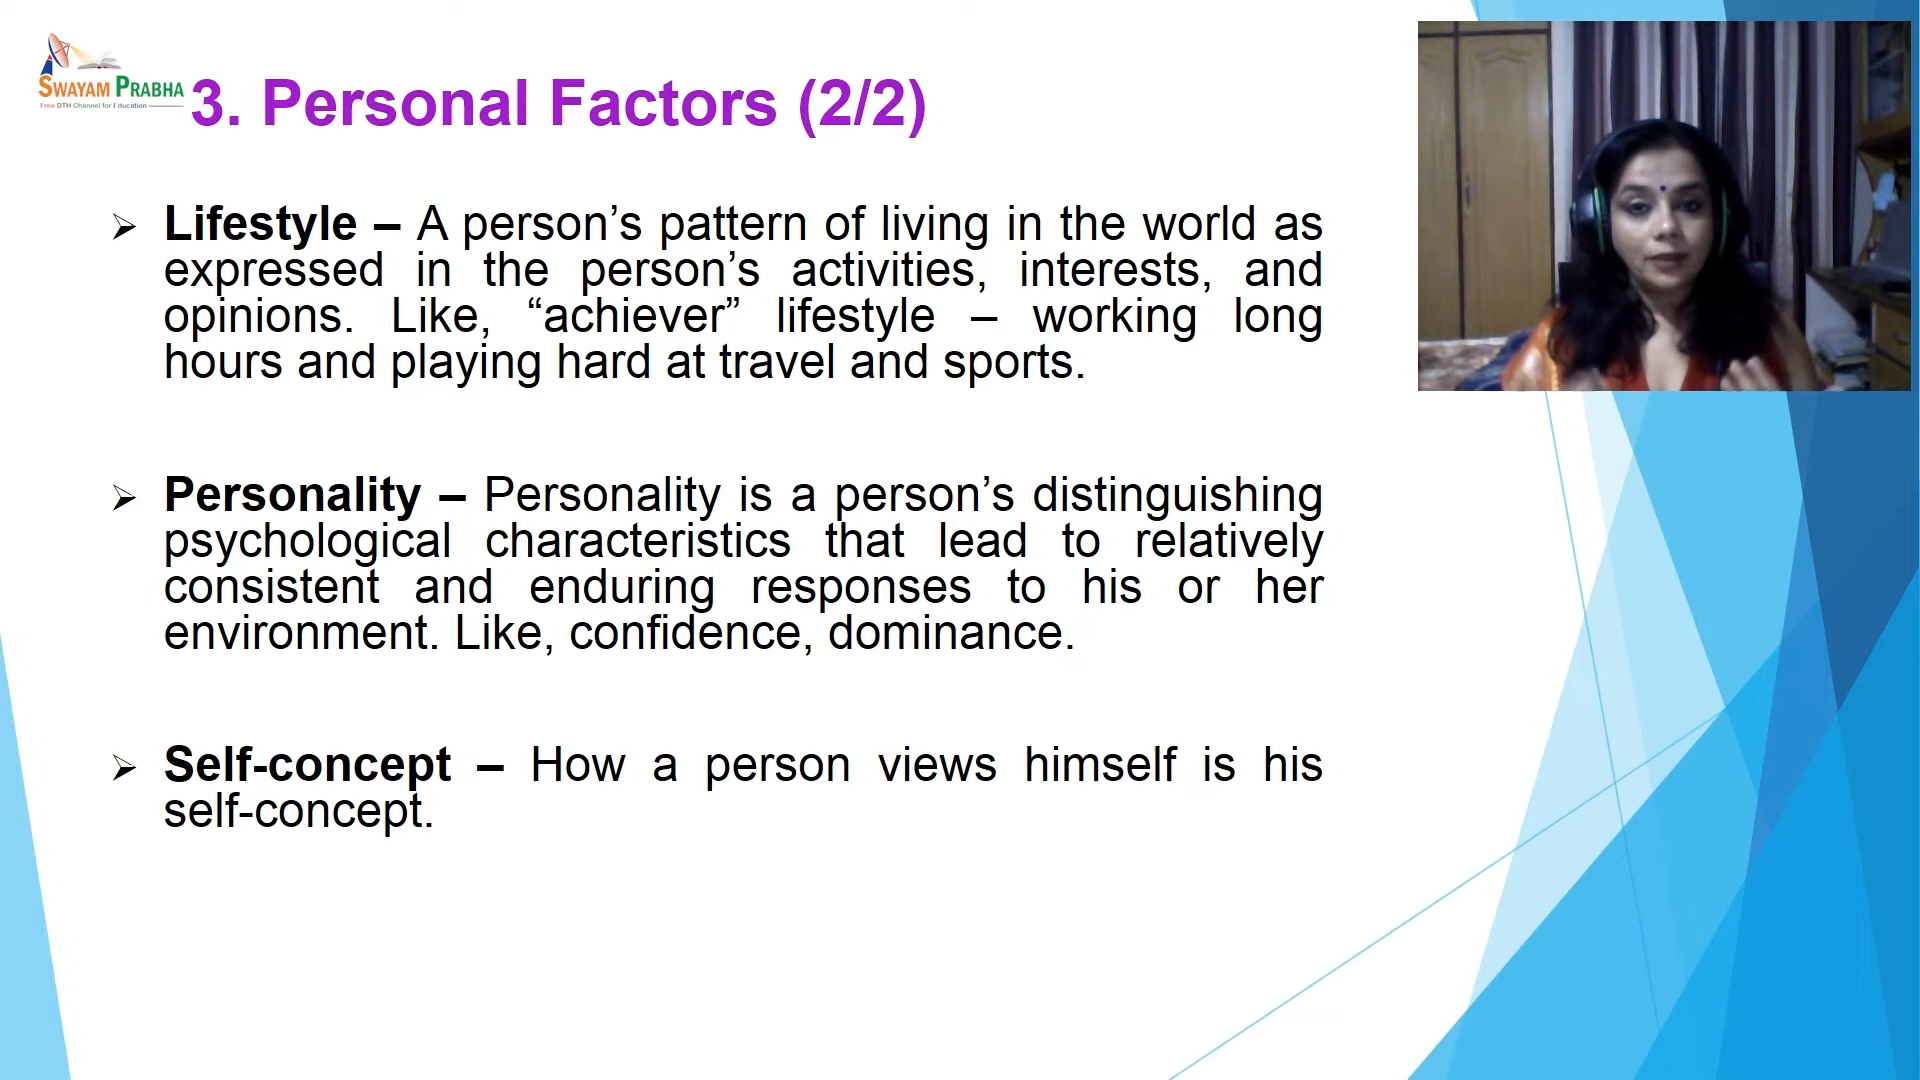 SWAYAM PRABHA
Free DTH Channel for Education
3. Personal Factors (2/2)
Lifestyle – A person’s pattern of living in the world as
expressed in the person’s activities, interests, and
opinions. Like, “achiever” lifestyle – working long
hours and playing hard at travel and sports.
Personality – Personality is a person’s distinguishing
psychological characteristics that lead to relatively
consistent and enduring responses to his or her
environment. Like, confidence, dominance.
Self-concept – How a person views himself is his
self-concept.